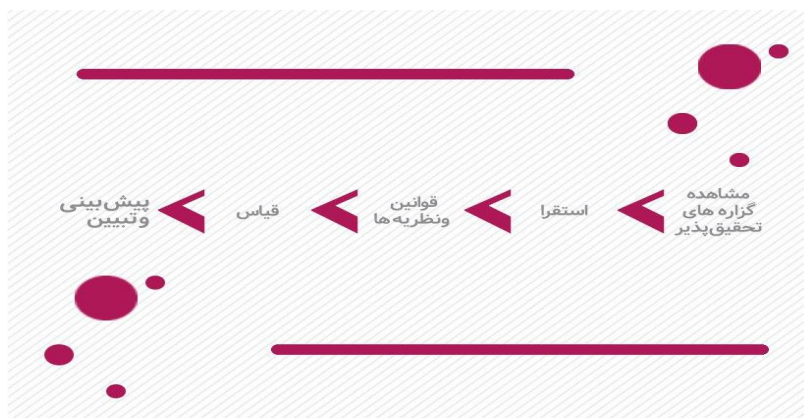 مشاهده
گزاره های
تحقیق‌پذیر
استقرا
قوانین
ونظریه ها
قیاس
پیش‌بینی
وتبیین